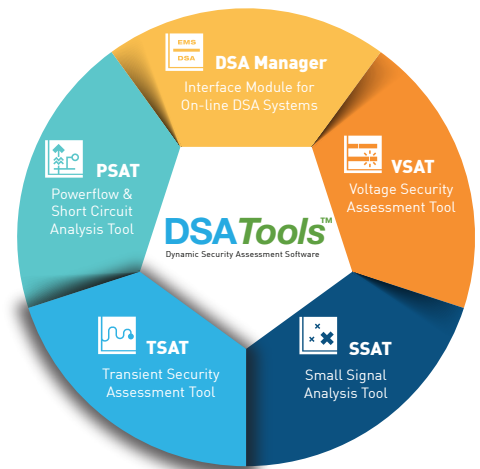 EMS
DSA
DSA Manager
Interface Module for
On-line DSA Systems
PSAT
Powerflow &
Short Circuit
Analysis Tool
VSAT
Voltage Security
Assessment Tool
DSATools™
Dynamic Security Assessment Software
TSAT
Transient Security
Assessment Tool
SSAT
Small Signal
Analysis Tool